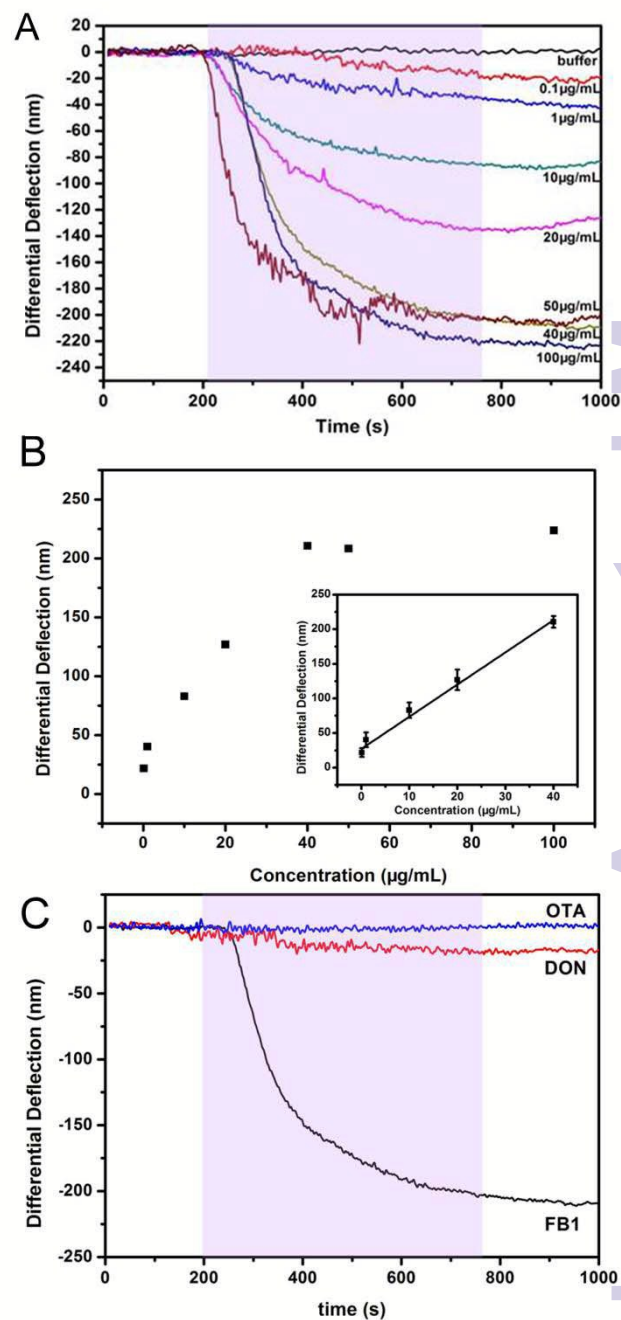 A
20
0
-20
-40
-60
-80
-100
-120
-140
-160
-180
-200
-220
-240
Differential Deflection (nm)
buffer
0.1µg/mL
1µg/mL
10µg/mL
20µg/mL
50µg/mL
40µg/mL
100µg/mL
0 200 400 600 800 1000
Time (s)
B
250
200
150
100
50
0
Differential Deflection (nm)
250
200
150
100
50
0
Differential Deflection (nm)
0 10 20 30 40
Concentration (µg/mL)
0 20 40 60 80 100
Concentration (µg/mL)
C
0
-50
-100
-150
-200
-250
Differential Deflection (nm)
OTA
DON
FB1
0 200 400 600 800 1000
time (s)